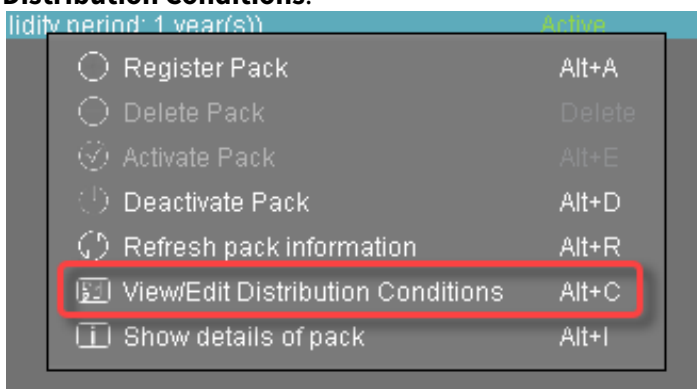 Distribution Conditions.
lidity period: 1 year(s)) Active
Register Pack Alt+A
Delete Pack Delete
Activate Pack Alt+E
Deactivate Pack Alt+D
Refresh pack information Alt+R
View/Edit Distribution Conditions Alt+C
Show details of pack Alt+I